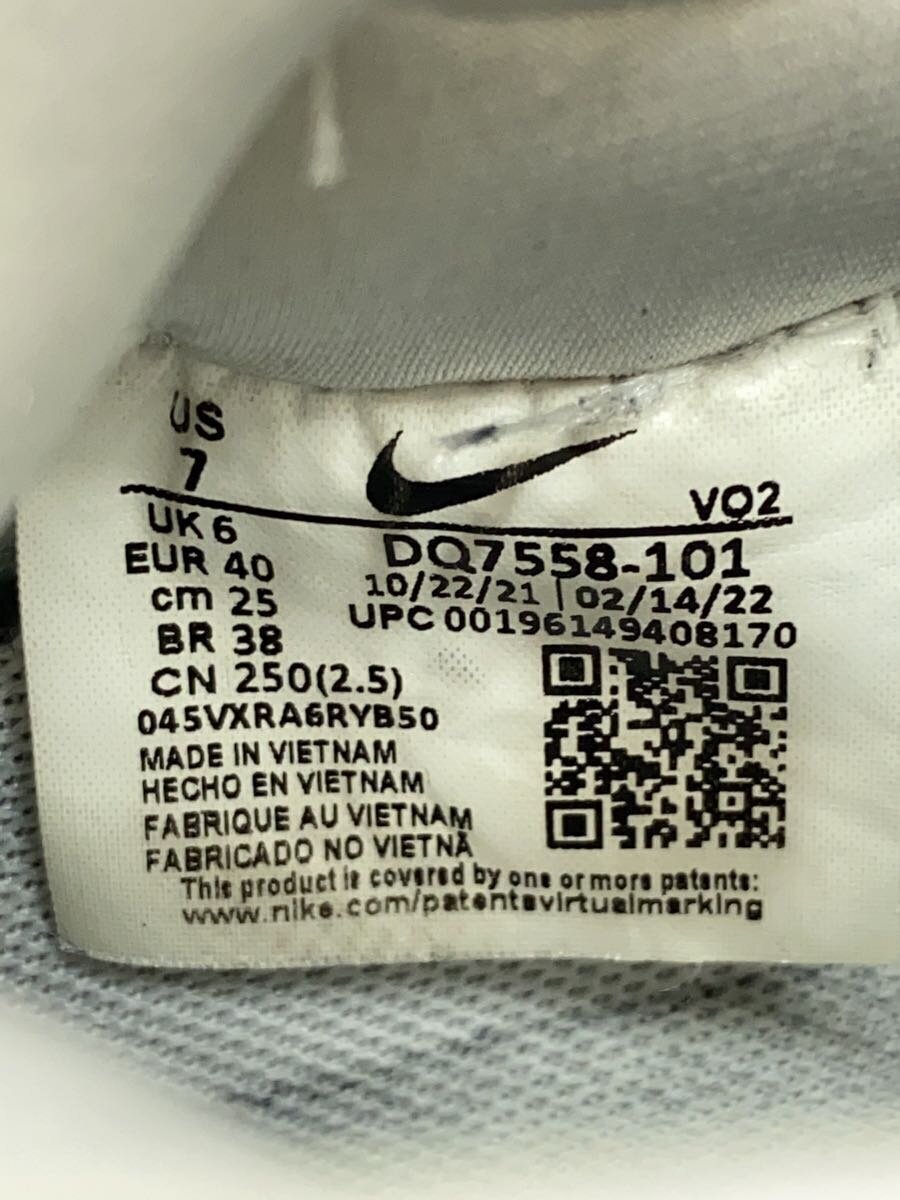 US
7
VO2
UK 6
EUR 40
cm 25
BR 38
CN 250(2.5)
DQ7558-101
10/22/21 | 02/14/22
UPC 00196149408170
045VXRA6RYB50
MADE IN VIETNAM
HECHO EN VIETNAM
FABRIQUE AU VIETNAM
FABRICADO NO VIETNÃ
This product is covered by one or more patents:
www.nike.com/patentsvirtualmarking